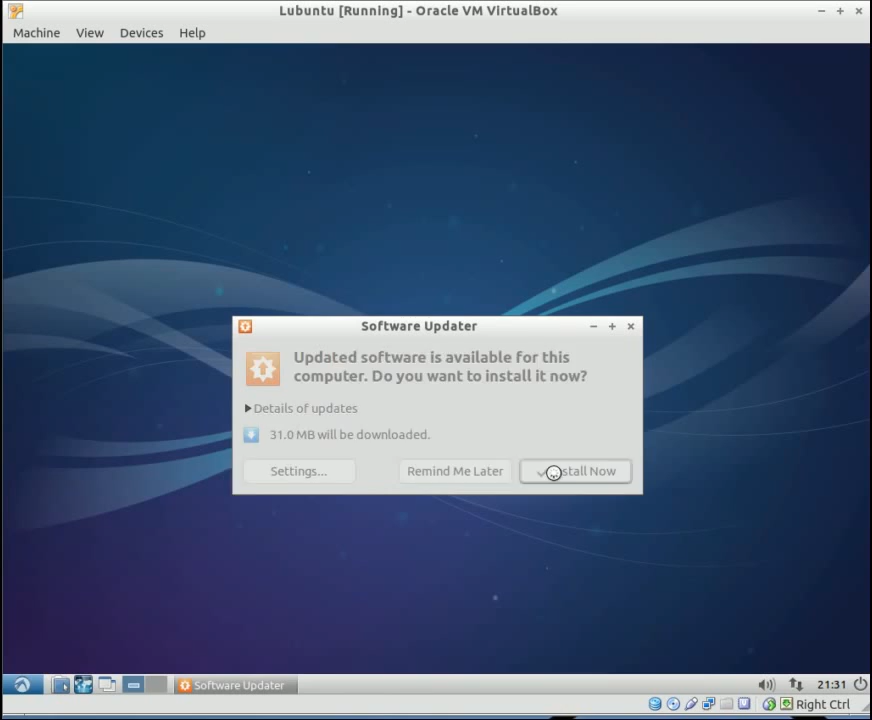 Lubuntu [Running] - Oracle VM VirtualBox
Machine View Devices Help
Software Updater
Updated software is available for this
computer. Do you want to install it now?
Details of updates
31.0 MB will be downloaded.
Settings... Remind Me Later Now
Software Updater 21:31
Right Ctrl